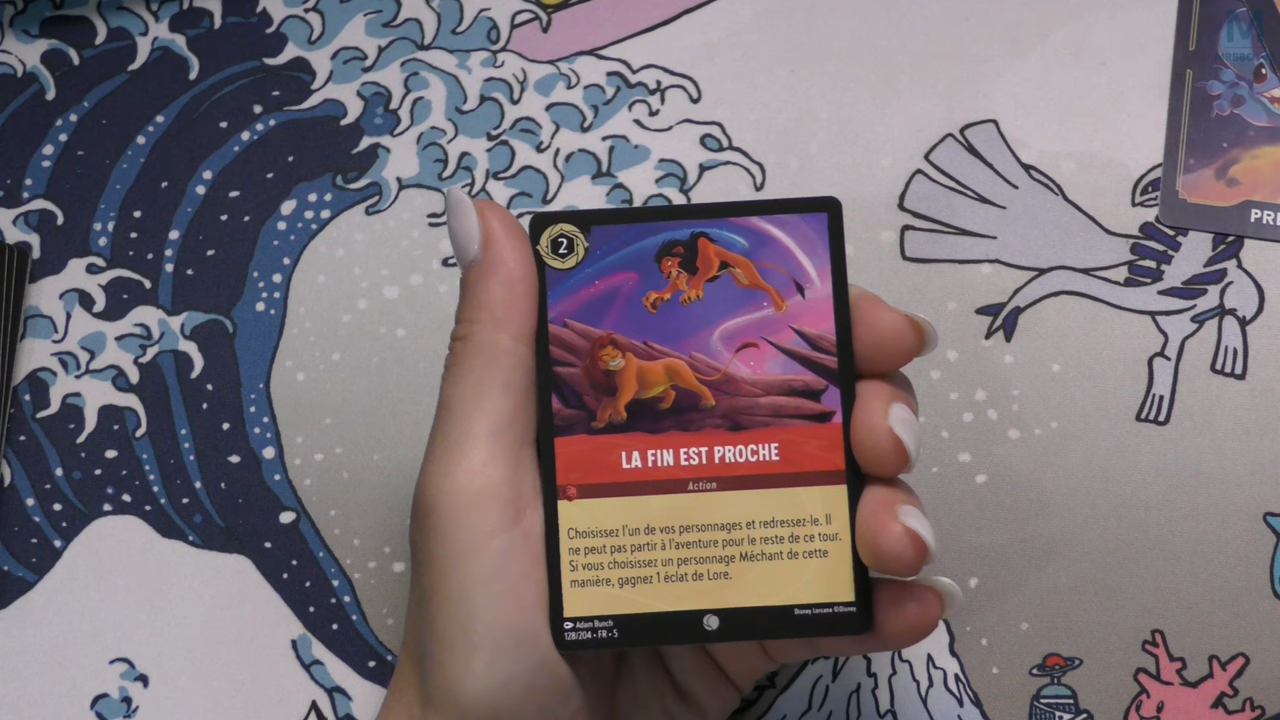 M
PRI
2
LA FIN EST PROCHE
Action
Choisissez l'un de vos personnages et redressez-le. Il
ne peut pas partir à l'aventure pour le reste de ce tour.
Si vous choisissez un personnage Méchant de cette
manière, gagnez 1 éclat de Lore.
Disney Lorcana ©Disney
Adam Bunch
128/204 • FR • 5